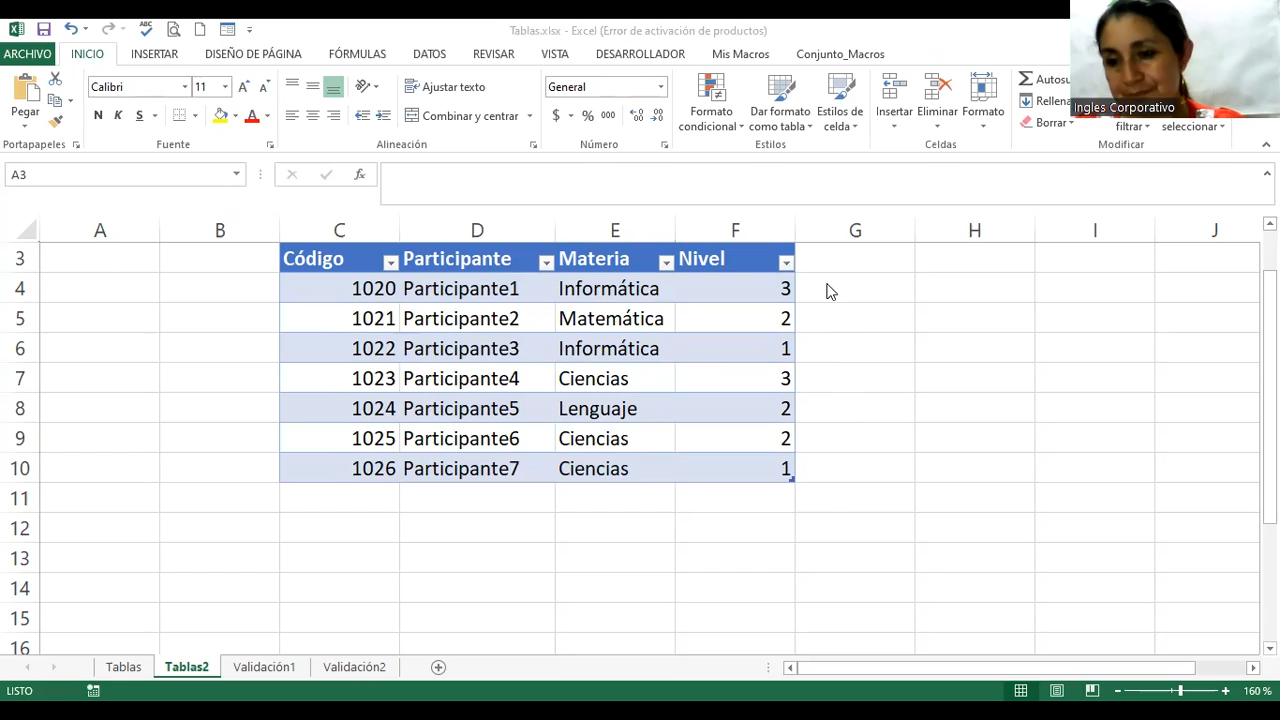 Tablas.xlsx - Excel (Error de activación de productos)
ARCHIVO INICIO INSERTAR DISEÑO DE PÁGINA FÓRMULAS DATOS REVISAR VISTA DESARROLLADOR Mis Macros Conjunto_Macros
Pegar
Portapapeles
Calibri 11
N K S
Fuente
Ajustar texto
Combinar y centrar
Alineación
General
$ % 000
Número
Formato condicional
Dar formato como tabla
Estilos de celda
Estilos
Insertar
Eliminar
Formato
Celdas
Autosu
Rellena
Borrar
filtrar
seleccionar
Modificar
Ingles Corporativo
A3
fx
A B C D E F G H I J
3 Código Participante Materia Nivel
4 1020 Participante1 Informática 3
5 1021 Participante2 Matemática 2
6 1022 Participante3 Informática 1
7 1023 Participante4 Ciencias 3
8 1024 Participante5 Lenguaje 2
9 1025 Participante6 Ciencias 2
10 1026 Participante7 Ciencias 1
11
12
13
14
15
16
Tablas Tablas2 Validación1 Validación2
LISTO
160 %